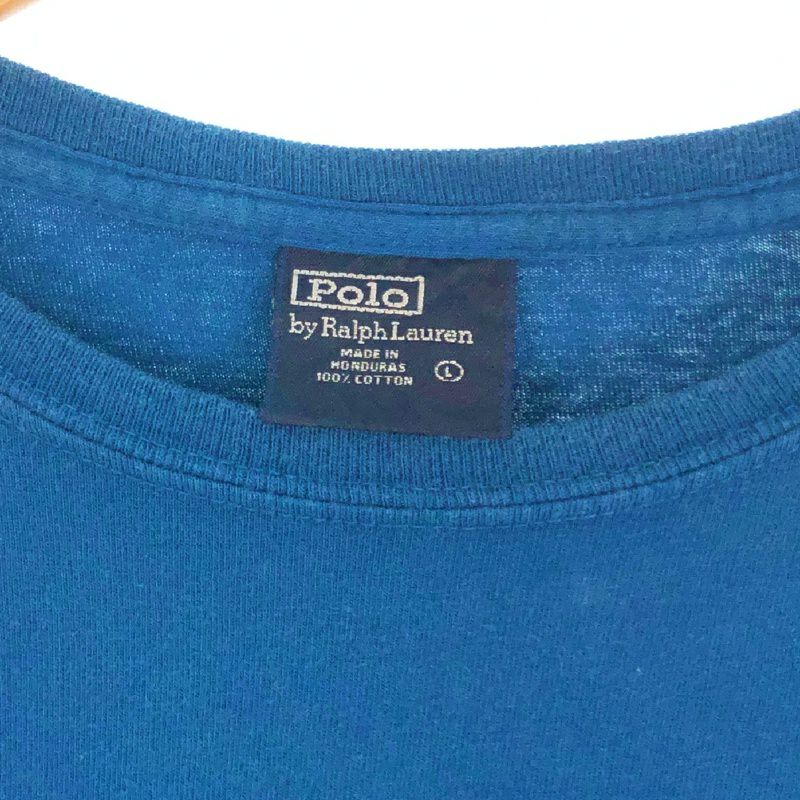 Polo
by Ralph Lauren
MADE IN
HONDURAS
100% COTTON
L